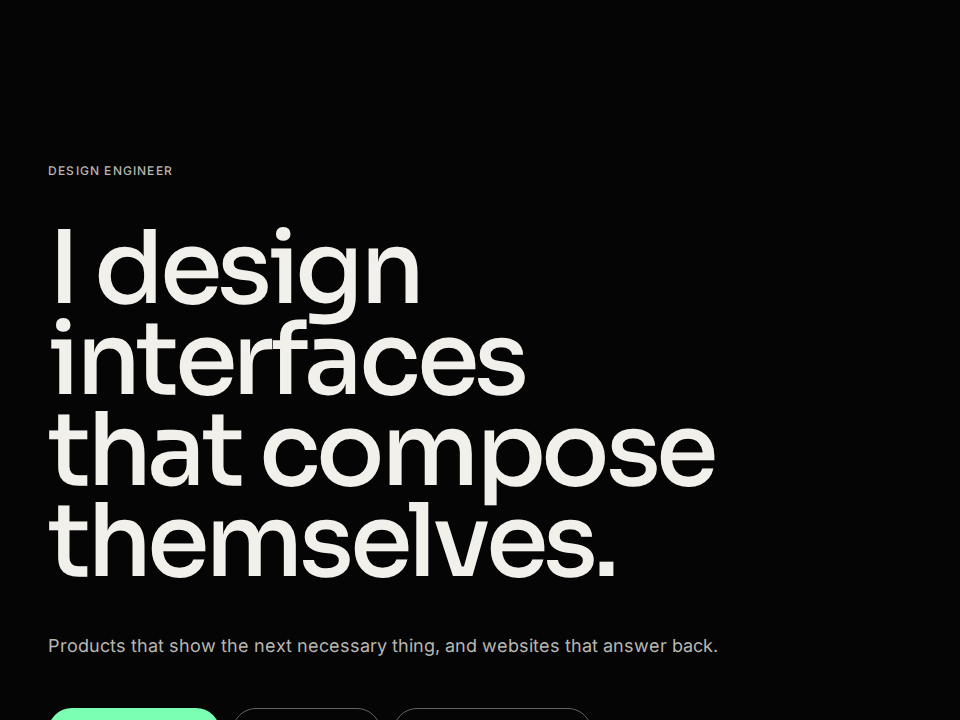 DESIGN ENGINEER
I design
interfaces
that compose
themselves.
Products that show the next necessary thing, and websites that answer back.